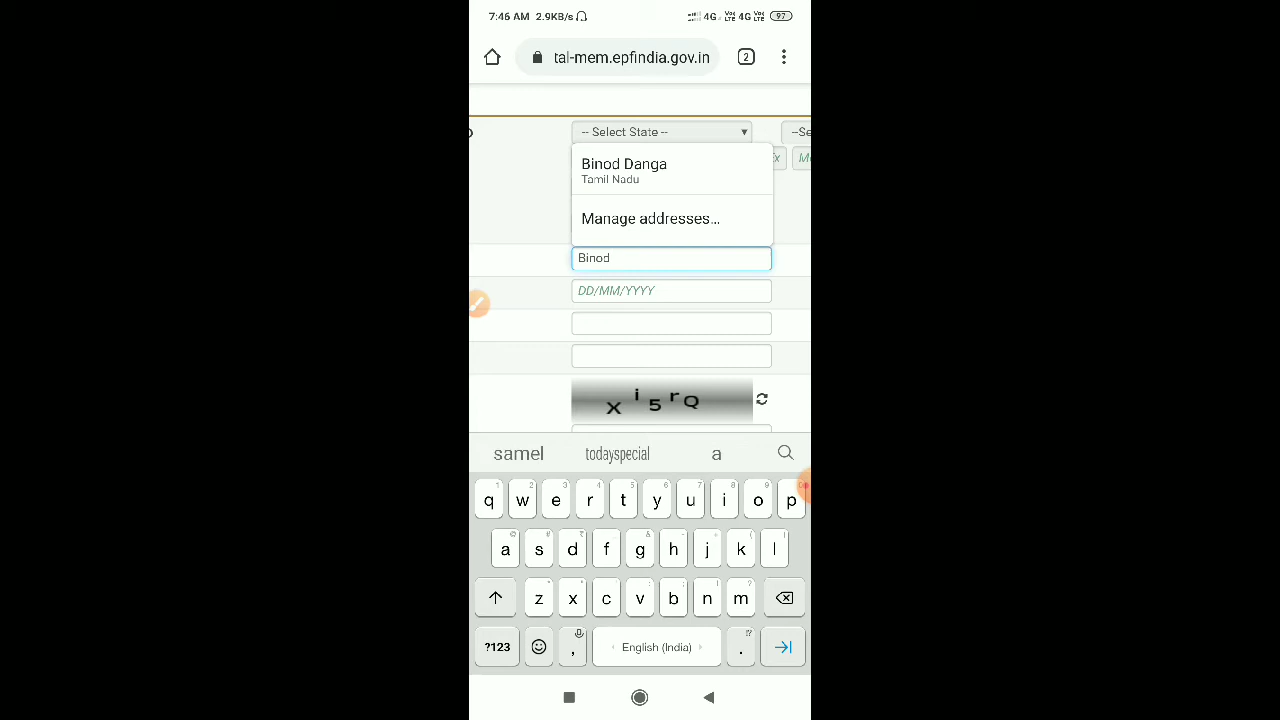 7:46 AM 2.9KB/s 4G 4G 97
tal-mem.epfindia.gov.in 2
-- Select State -- --Se
Binod Danga
Tamil Nadu
Manage addresses...
Binod
DD/MM/YYYY
x i 5 r Q
samel todayspecial a
q w e r t y u i o p
a s d f g h j k l
z x c v b n m
?123 , English (India) .